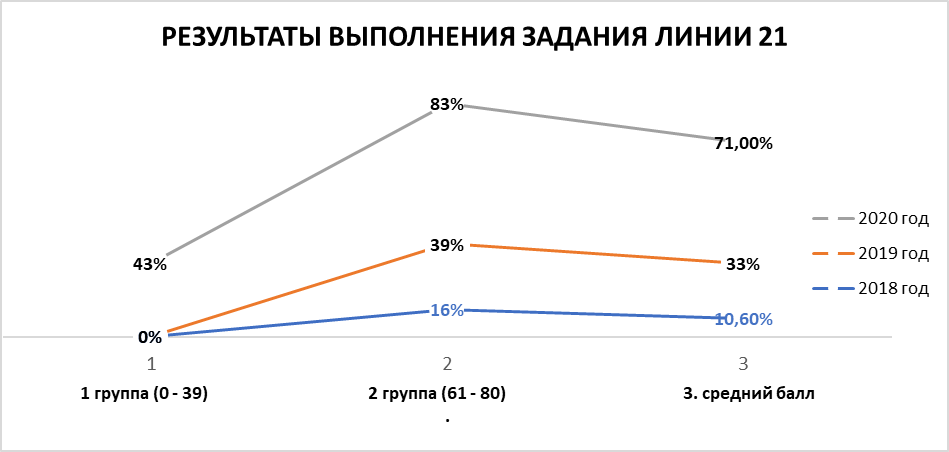 РЕЗУЛЬТАТЫ ВЫПОЛНЕНИЯ ЗАДАНИЯ ЛИНИИ 21
83%
71,00%
43%
39%
33%
16%
10,60%
0%
2020 год
2019 год
2018 год
1 2 3
1 группа (0 - 39) 2 группа (61 - 80) 3. средний балл
.